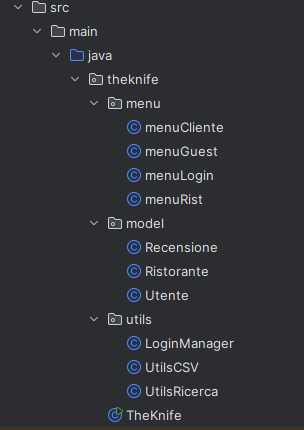 src
main
java
theknife
menu
menuCliente
menuGuest
menuLogin
menuRist
model
Recensione
Ristorante
Utente
utils
LoginManager
UtilsCSV
UtilsRicerca
TheKnife